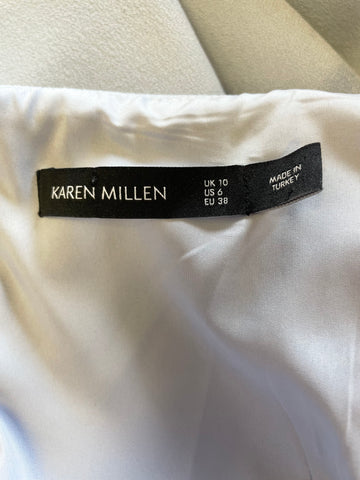 KAREN MILLEN
UK 10
US 6
EU 38
MADE IN
TURKEY